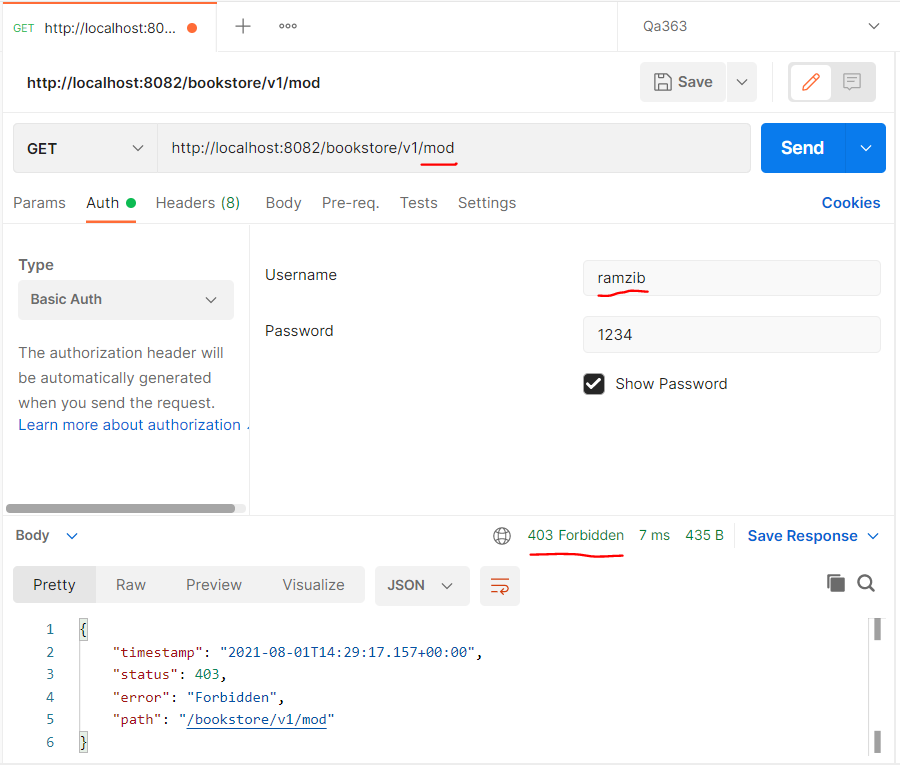 GET http://localhost:80...
Qa363
http://localhost:8082/bookstore/v1/mod
Save
GET http://localhost:8082/bookstore/v1/mod Send
Params Auth Headers (8) Body Pre-req. Tests Settings Cookies
Type
Basic Auth
The authorization header will
be automatically generated
when you send the request.
Learn more about authorization
Username ramzib
Password 1234
Show Password
Body 403 Forbidden 7 ms 435 B Save Response
Pretty Raw Preview Visualize JSON
1 {
2 "timestamp": "2021-08-01T14:29:17.157+00:00",
3 "status": 403,
4 "error": "Forbidden",
5 "path": "/bookstore/v1/mod"
6 }